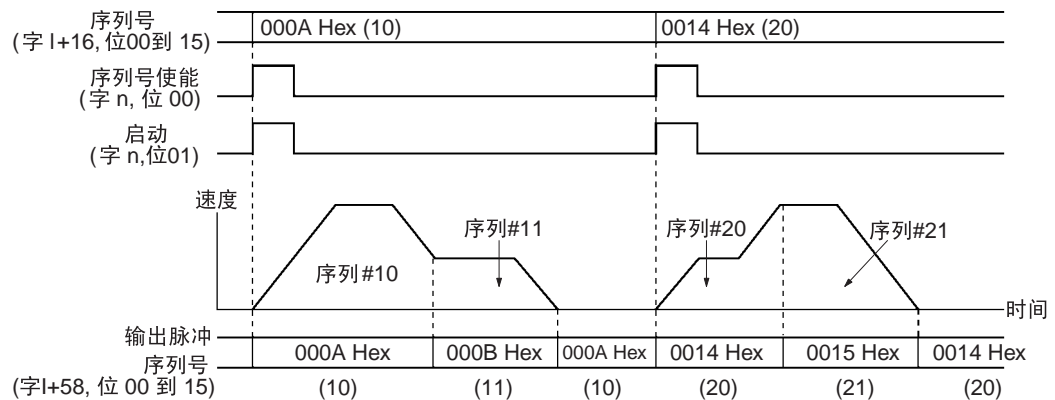 序列号
(字 I+16, 位00到 15)
000A Hex (10)
0014 Hex (20)
序列号使能
(字 n, 位 00)
启动
(字 n,位01)
速度
序列#10
序列#11
序列#20
序列#21
时间
输出脉冲
序列号
(字I+58, 位 00 到 15)
000A Hex
000B Hex
000A Hex
0014 Hex
0015 Hex
0014 Hex
(10)
(11)
(10)
(20)
(21)
(20)